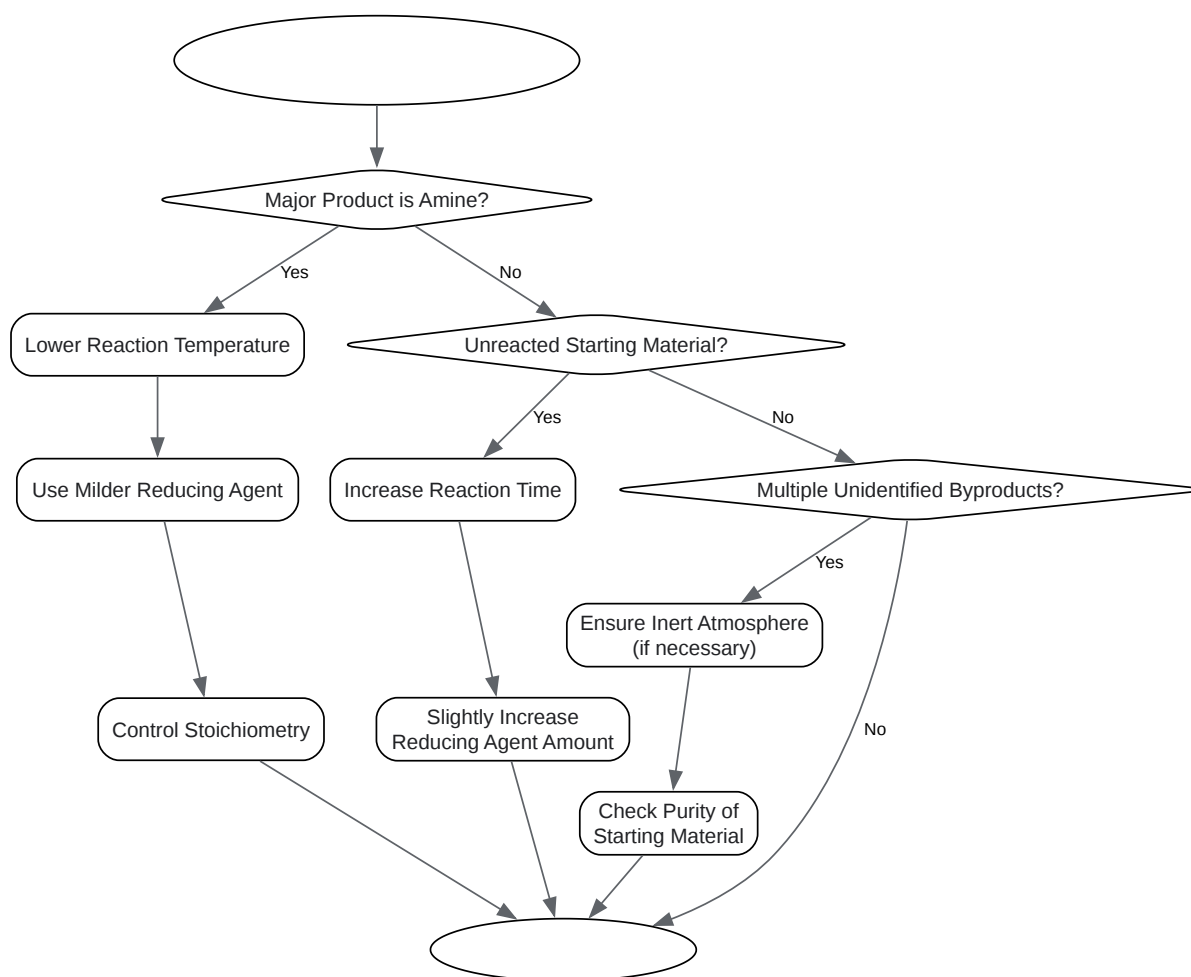 Major Product is Amine?
Yes
No
Lower Reaction Temperature
Unreacted Starting Material?
Yes
No
Use Milder Reducing Agent
Increase Reaction Time
Multiple Unidentified Byproducts?
Yes
Ensure Inert Atmosphere
(if necessary)
No
Control Stoichiometry
Slightly Increase
Reducing Agent Amount
Check Purity of
Starting Material